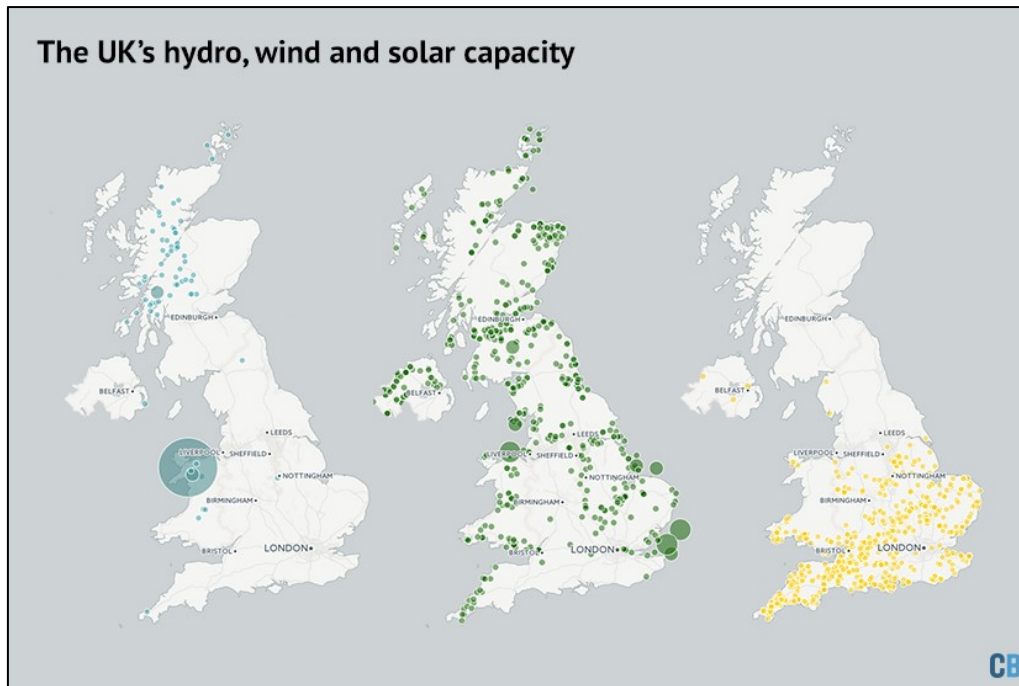 The UK's hydro, wind and solar capacity
EDINBURGH
BELFAST
LEEDS
LIVERPOOL
SHEFFIELD
NOTTINGHAM
BIRMINGHAM
BRISTOL
LONDON
EDINBURGH
BELFAST
LEEDS
LIVERPOOL
SHEFFIELD
NOTTINGHAM
BIRMINGHAM
BRISTOL
LONDON
EDINBURGH
BELFAST
LEEDS
LIVERPOOL
SHEFFIELD
NOTTINGHAM
BIRMINGHAM
BRISTOL
LONDON
CB